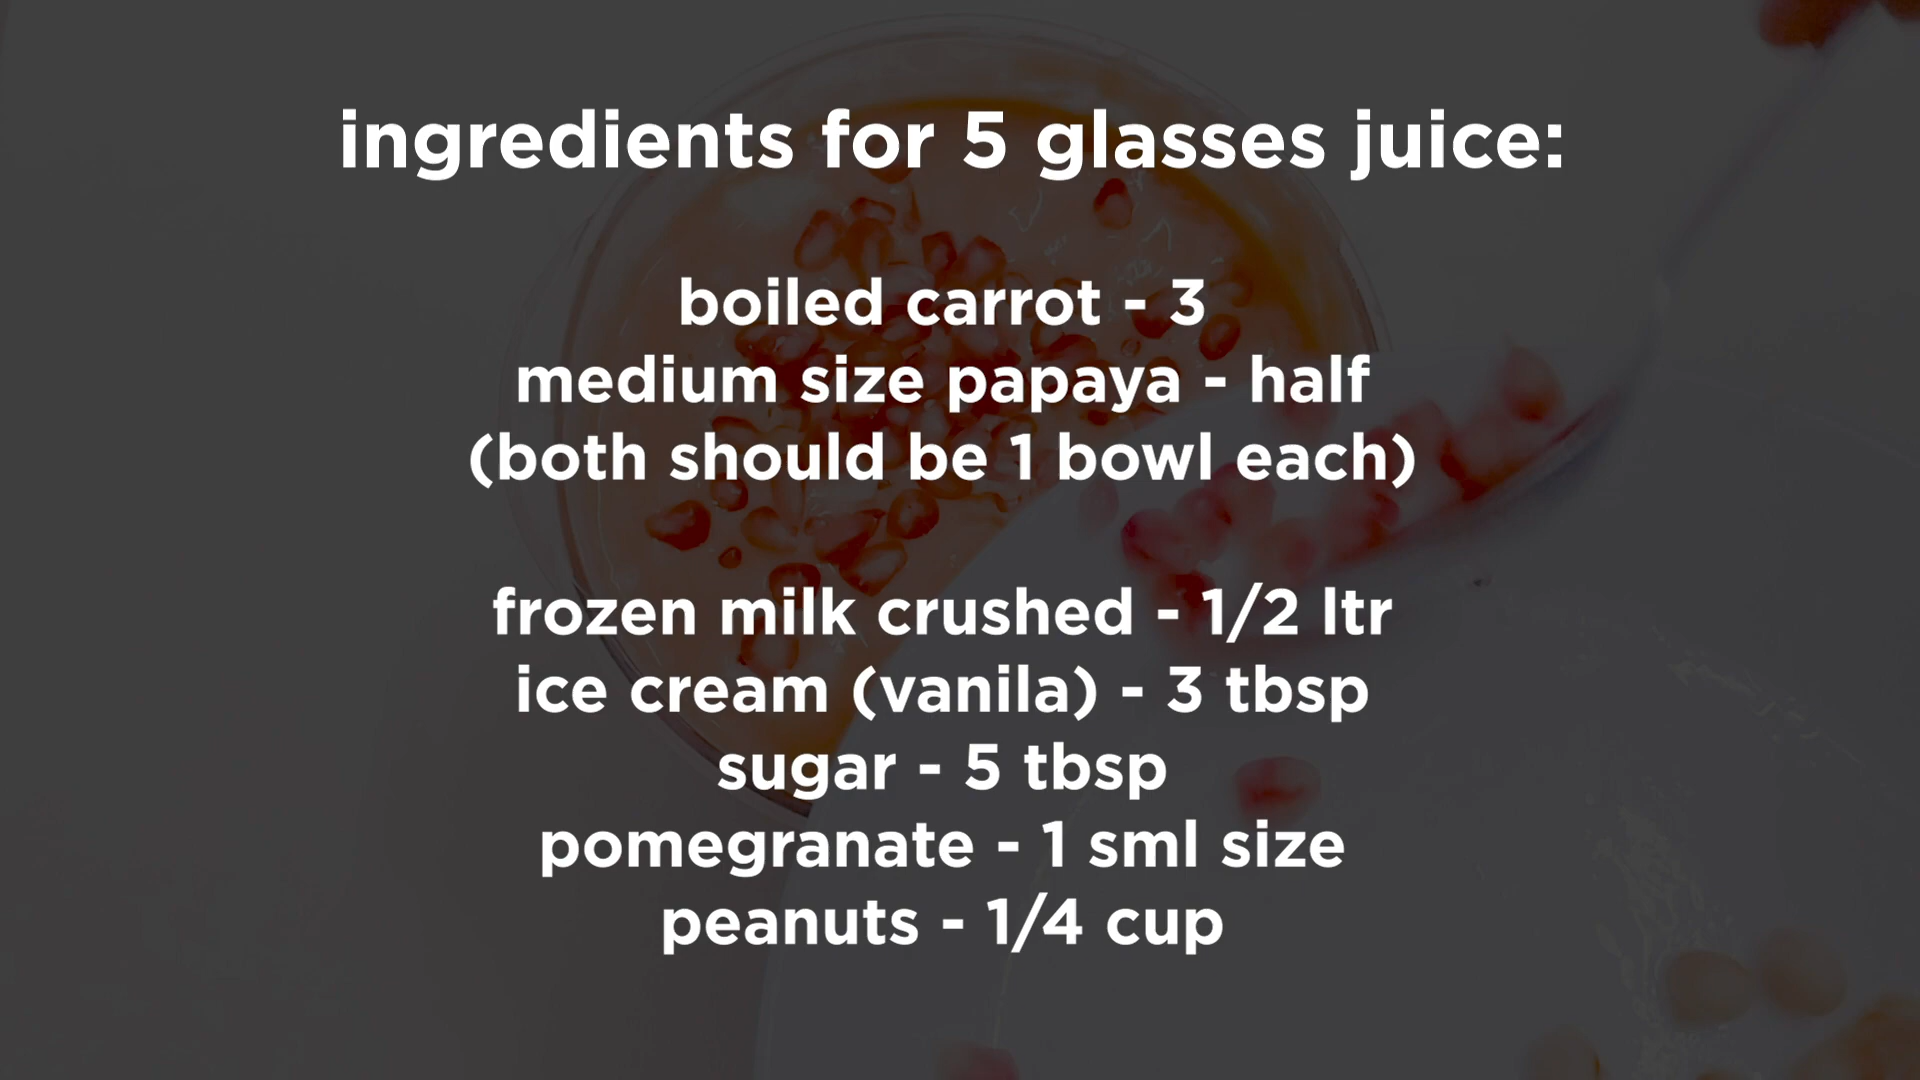 ingredients for 5 glasses juice:
boiled carrot - 3
medium size papaya - half
(both should be 1 bowl each)
frozen milk crushed - 1/2 ltr
ice cream (vanila) - 3 tbsp
sugar - 5 tbsp
pomegranate - 1 sml size
peanuts - 1/4 cup